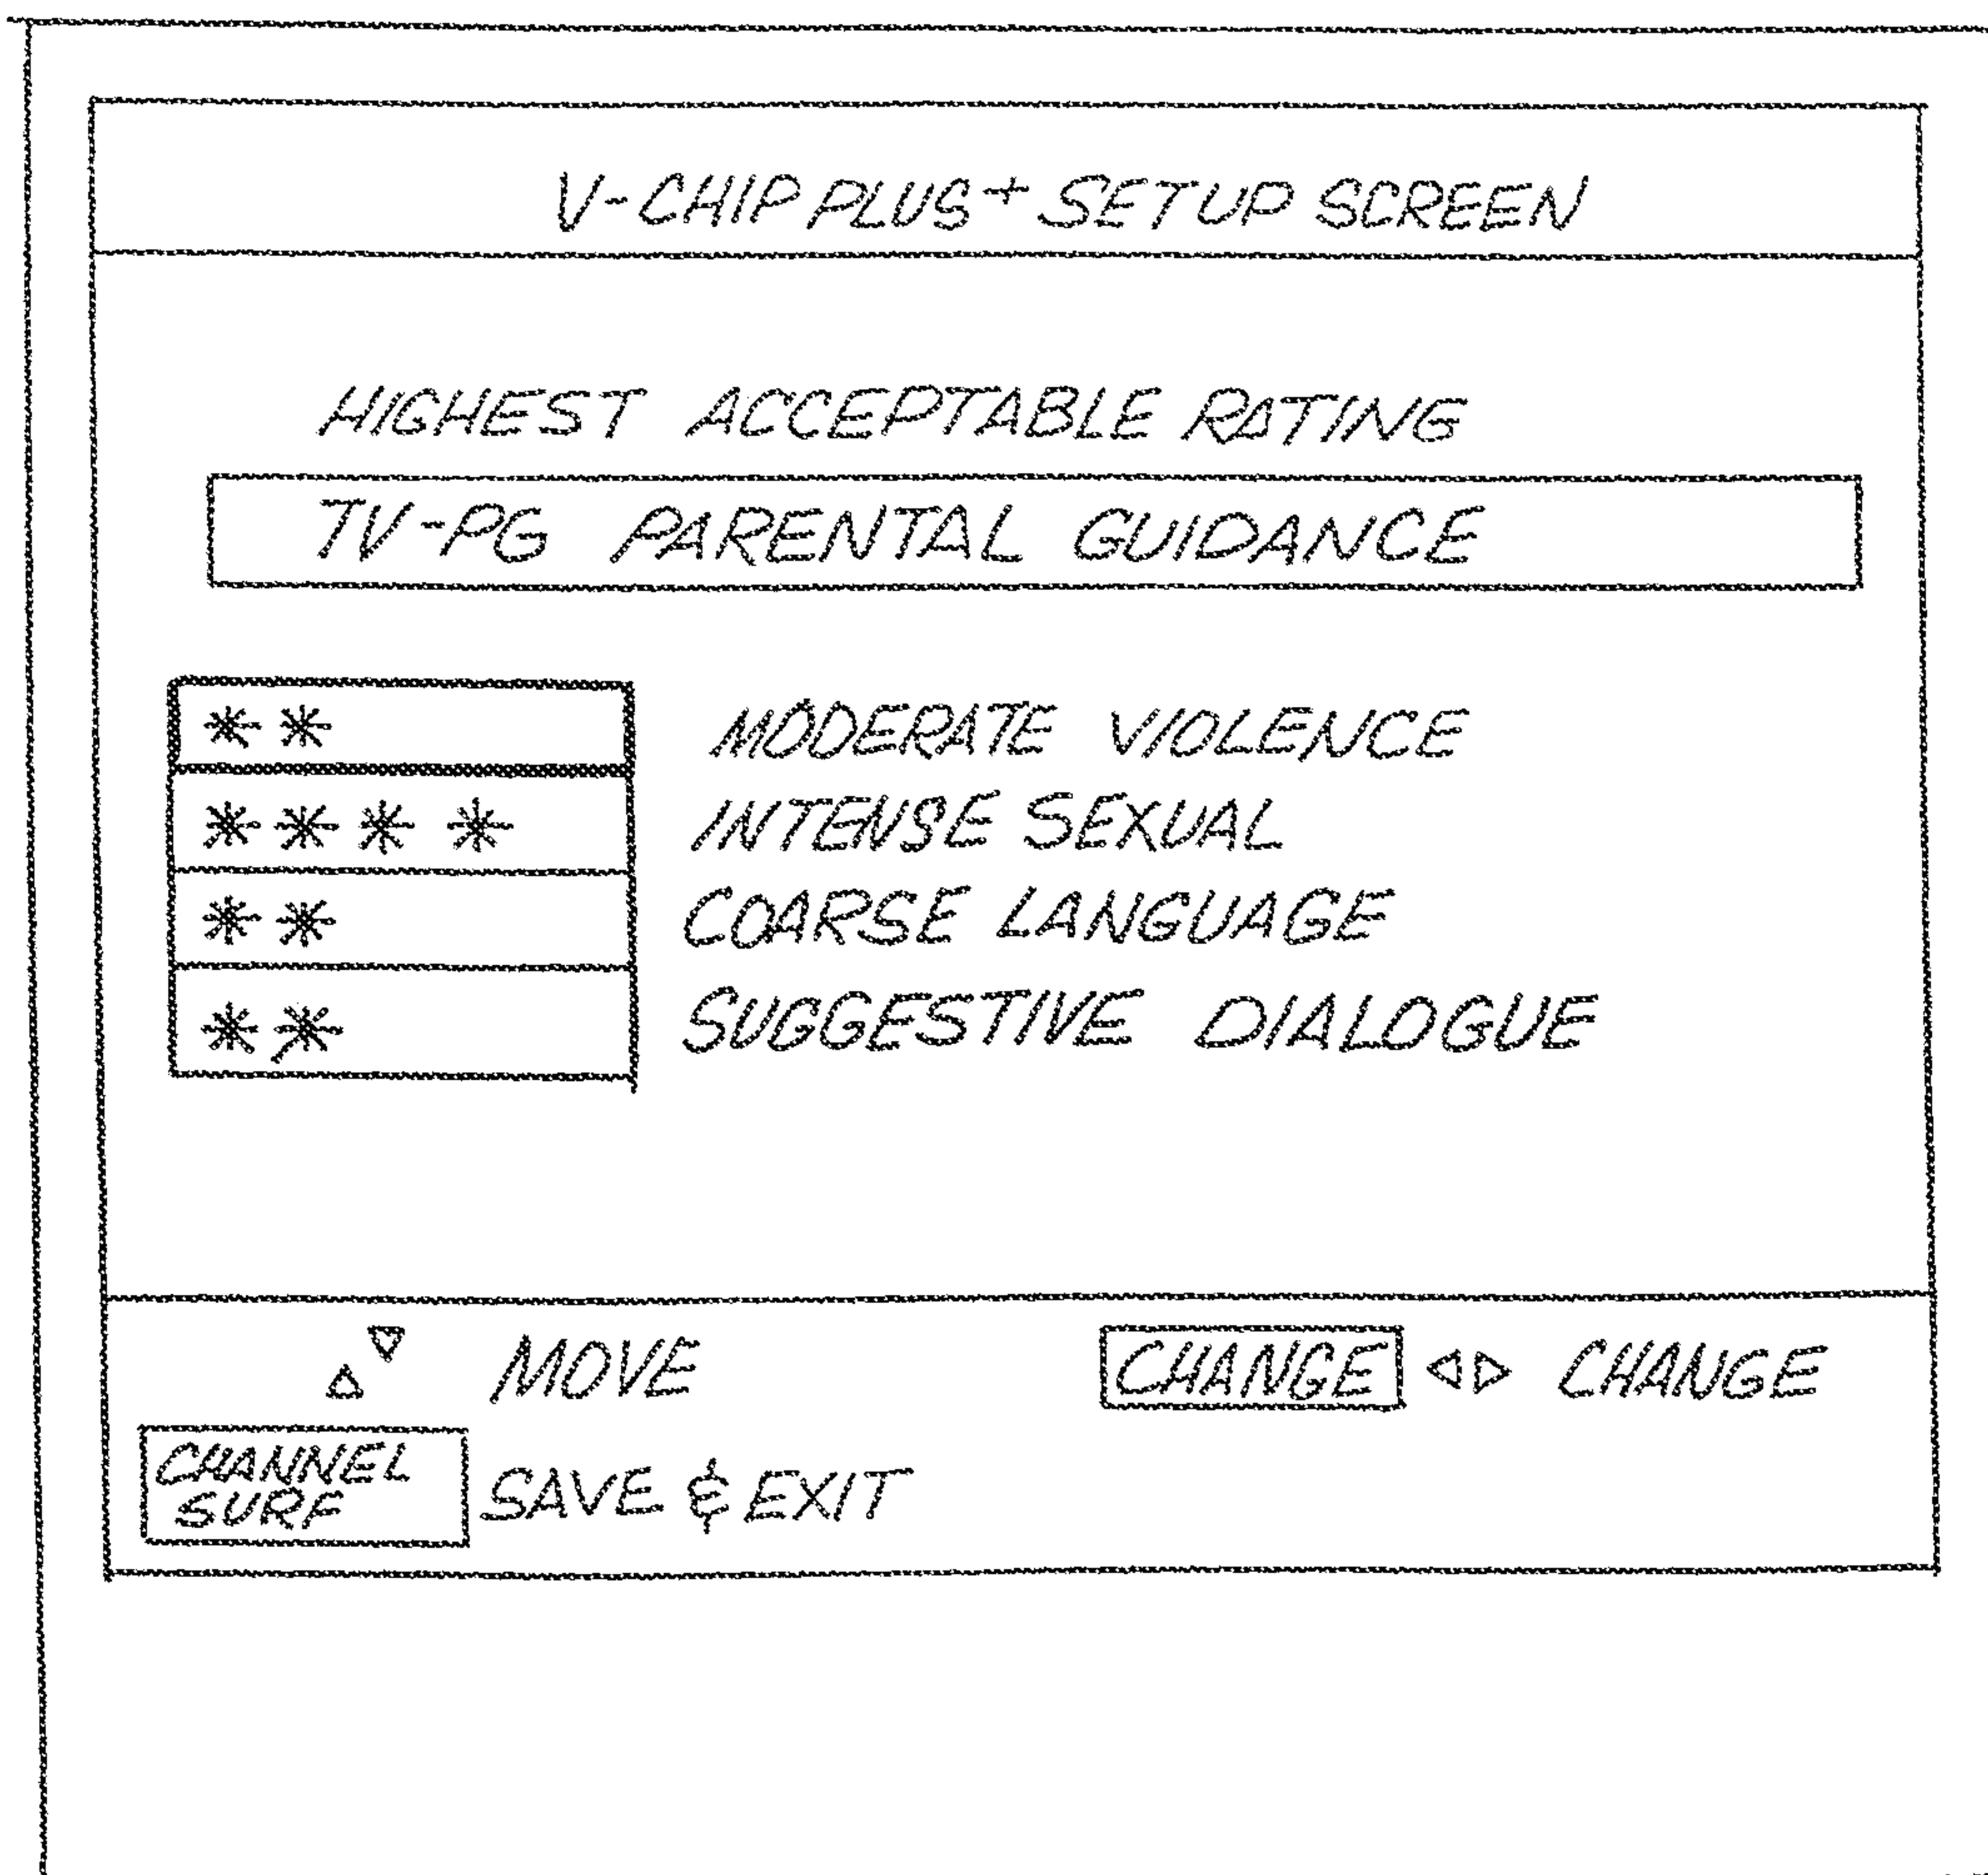 V-CHIP PLUS+ SETUP SCREEN
HIGHEST ACCEPTABLE RATING
TV-PG PARENTAL GUIDANCE
** MODERATE VIOLENCE
**** INTENSE SEXUAL
** COARSE LANGUAGE
** SUGGESTIVE DIALOGUE
△▽ MOVE CHANGE ◁▷ CHANGE
CHANNEL
SURF
SAVE & EXIT